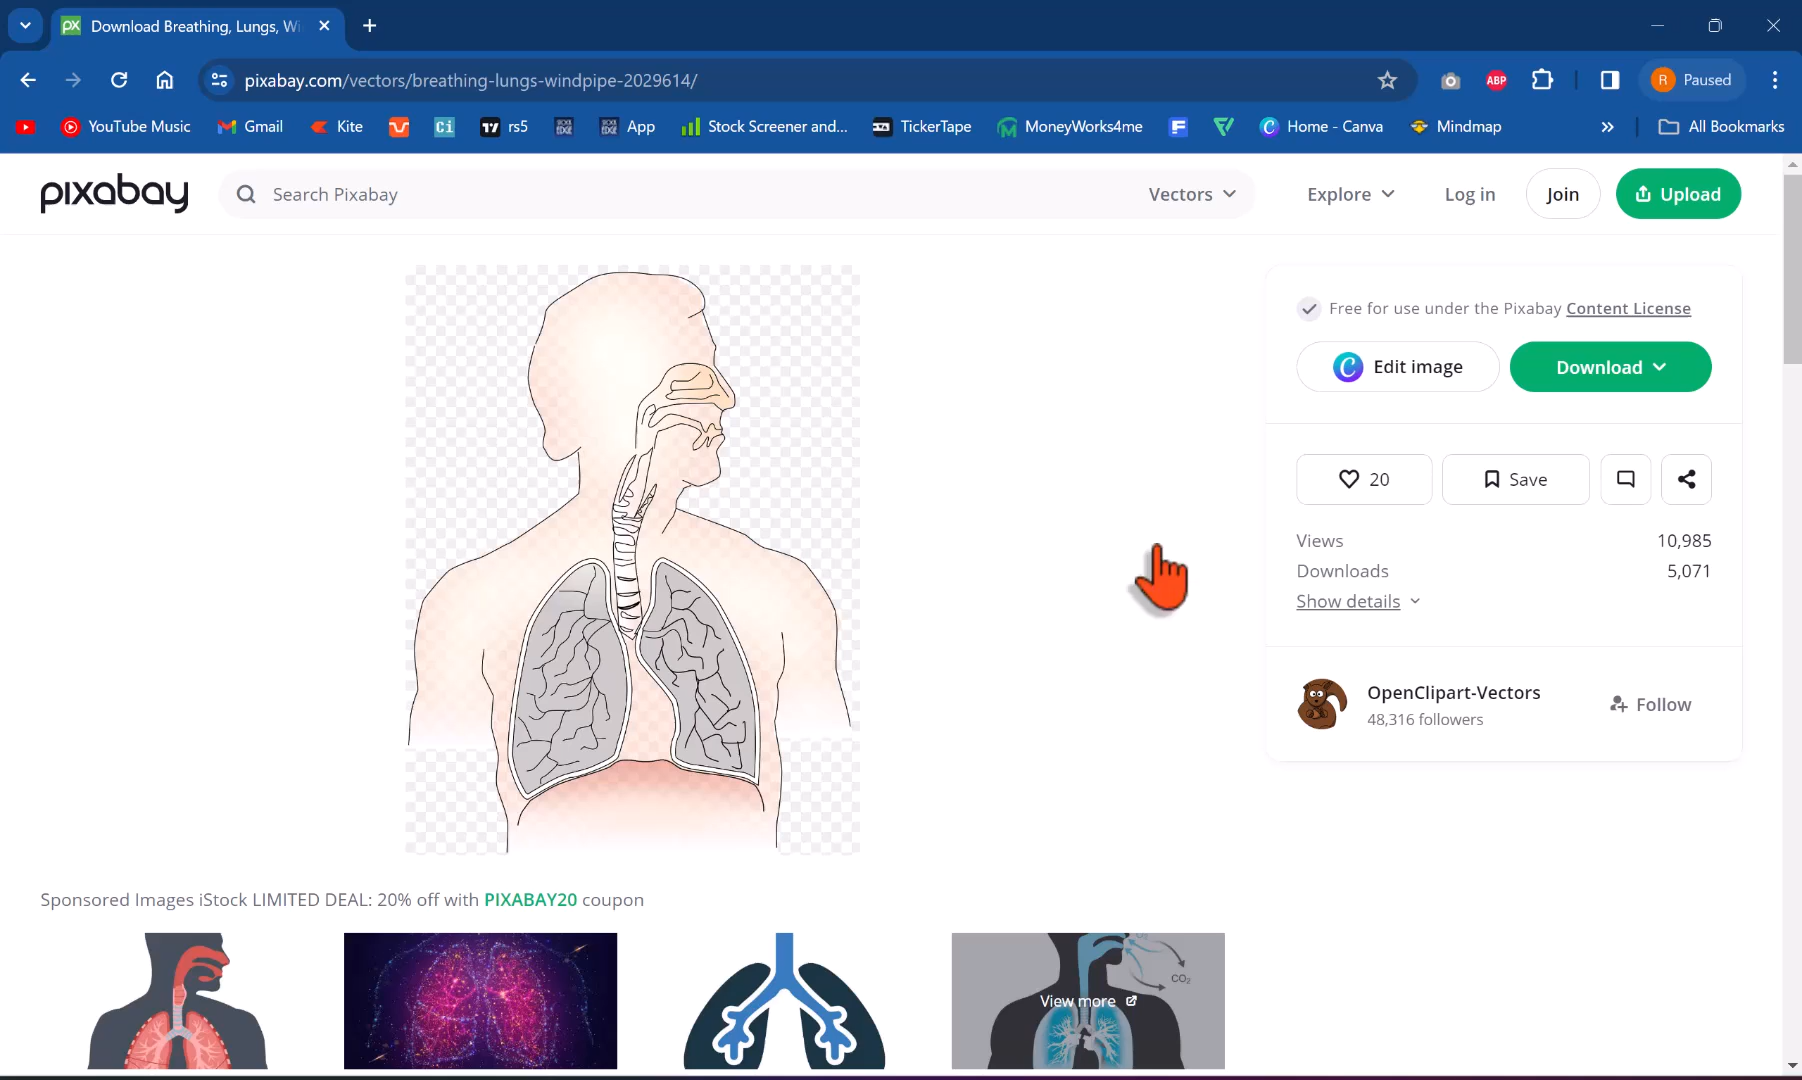 Download Breathing, Lungs, Wi
pixabay.com/vectors/breathing-lungs-windpipe-2029614/
ABP
R Paused
YouTube Music
Gmail
Kite
Ci
rs5
App
Stock Screener and...
TickerTape
MoneyWorks4me
Home - Canva
Mindmap
All Bookmarks
pixabay
Search Pixabay
Vectors
Explore
Log in
Join
Upload
Free for use under the Pixabay Content License
Edit image
Download
20
Save
Views 10,985
Downloads 5,071
Show details
OpenClipart-Vectors
48,316 followers
Follow
Sponsored Images iStock LIMITED DEAL: 20% off with PIXABAY20 coupon
CO₂
View more